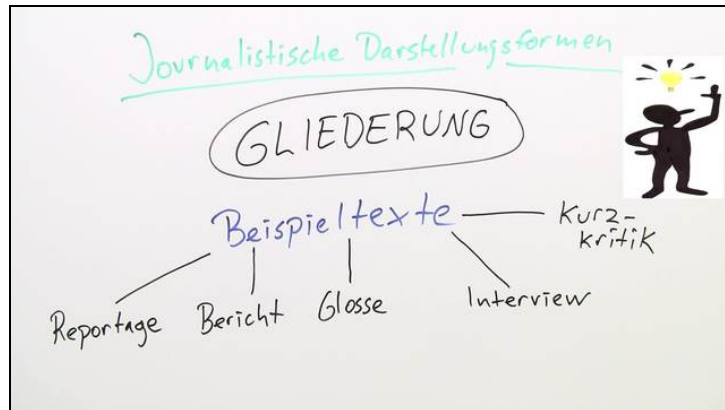 Journalistische Darstellungsformen
GLIEDERUNG
Beispieltexte
Kurz-
kritik
Reportage
Bericht
Glosse
Interview